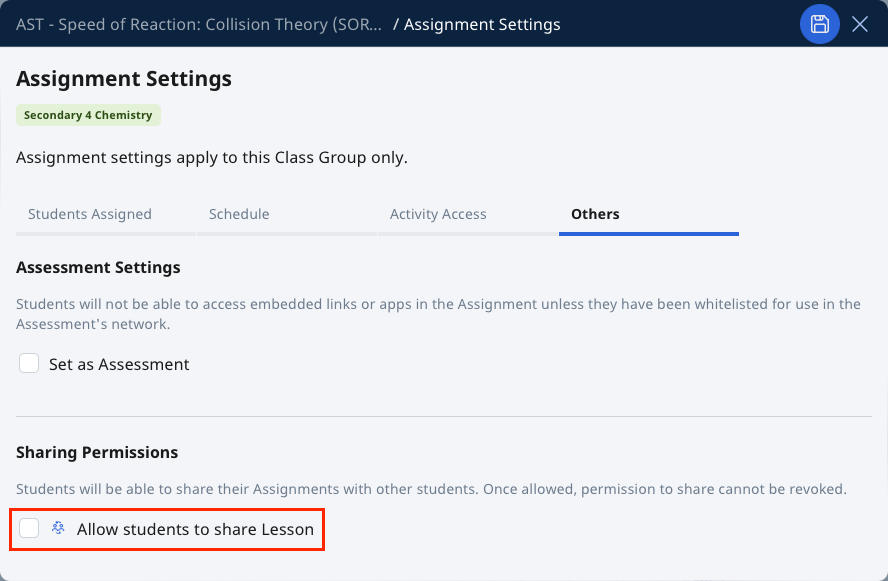 AST - Speed of Reaction: Collision Theory (SOR... / Assignment Settings
Assignment Settings
Secondary 4 Chemistry
Assignment settings apply to this Class Group only.
Students Assigned Schedule Activity Access Others
Assessment Settings
Students will not be able to access embedded links or apps in the Assignment unless they have been whitelisted for use in the
Assessment's network.
Set as Assessment
Sharing Permissions
Students will be able to share their Assignments with other students. Once allowed, permission to share cannot be revoked.
Allow students to share Lesson